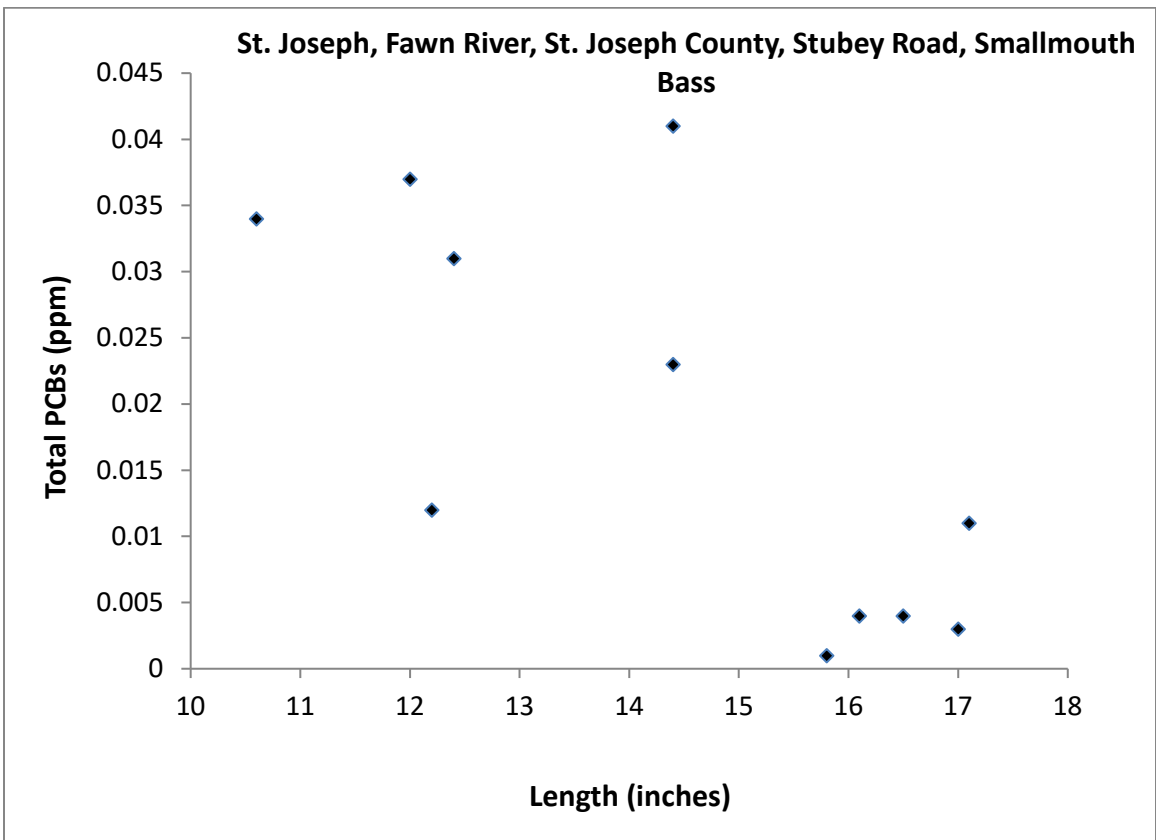 St. Joseph, Fawn River, St. Joseph County, Stubey Road, Smallmouth
Bass
0.045
0.04
0.035
0.03
0.025
0.02
0.015
0.01
0.005
0
Total PCBs (ppm)
10 11 12 13 14 15 16 17 18
Length (inches)